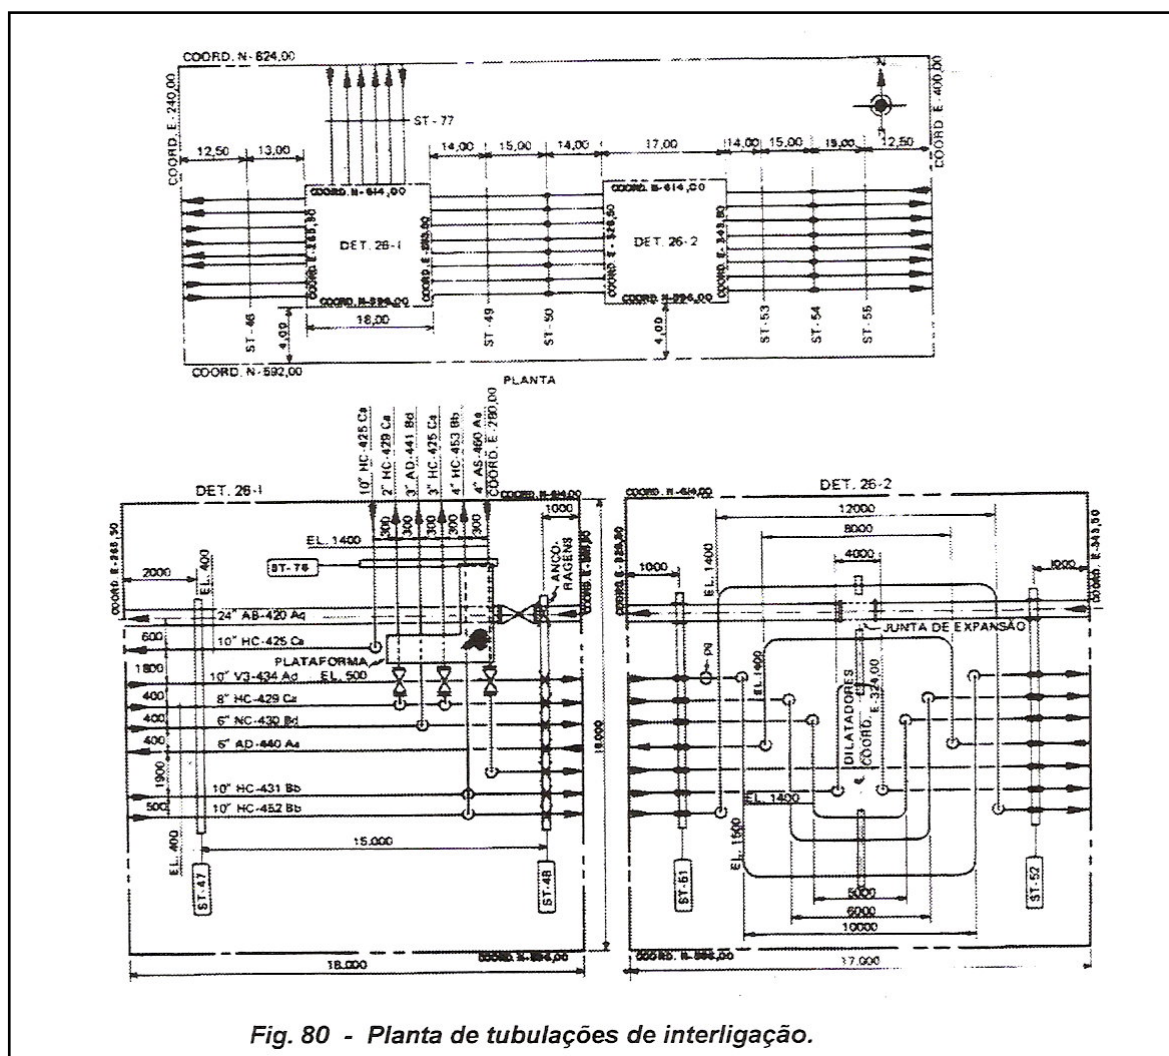 COORD. N-624,00
COORD. E-240,00
COORD. E-400,00
N
ST-77
12,50
13,00
14,00
15,00
14,00
17,00
14,00
15,00
15,00
12,50
COORD. N-614,00
COORD. N-614,00
DET. 26-1
DET. 26-2
COORD. N-596,00
COORD. N-596,00
18,00
4,00
4,00
ST-49
ST-50
ST-53
ST-54
ST-55
COORD. N-592,00
PLANTA
10" HC-425 Ca
2" HC-429 Ca
3" AD-441 Bd
3" HC-425 Ca
4" HC-453 Bb
COORD. E-280,00
DET. 26-1
COORD. N-614,00
1000
300
300
300
300
300
EL. 1400
ST-76
2000
EL. 400
ANCO-
RAGENS
24" AB-420 Aq
600
10" HC-425 Ca
PLATAFORMA
EL. 500
1800
10" V3-434 Ad
400
8" HC-429 Ca
400
6" NC-430 Bd
400
6" AD-440 Aa
1900
10" HC-431 Bb
500
10" HC-452 Bb
EL. 400
15.000
ST-47
ST-48
18.000
COORD. N-596,00
DET. 26-2
COORD. N-614,00
12000
8000
4000
1000
1000
EL. 1400
JUNTA DE EXPANSÃO
EL. 1400
DILATADORES
COORD. E-324,00
EL. 1400
EL. 1500
ST-51
ST-52
5000
6000
10000
COORD. N-596,00
17.000
Fig. 80 - Planta de tubulações de interligação.